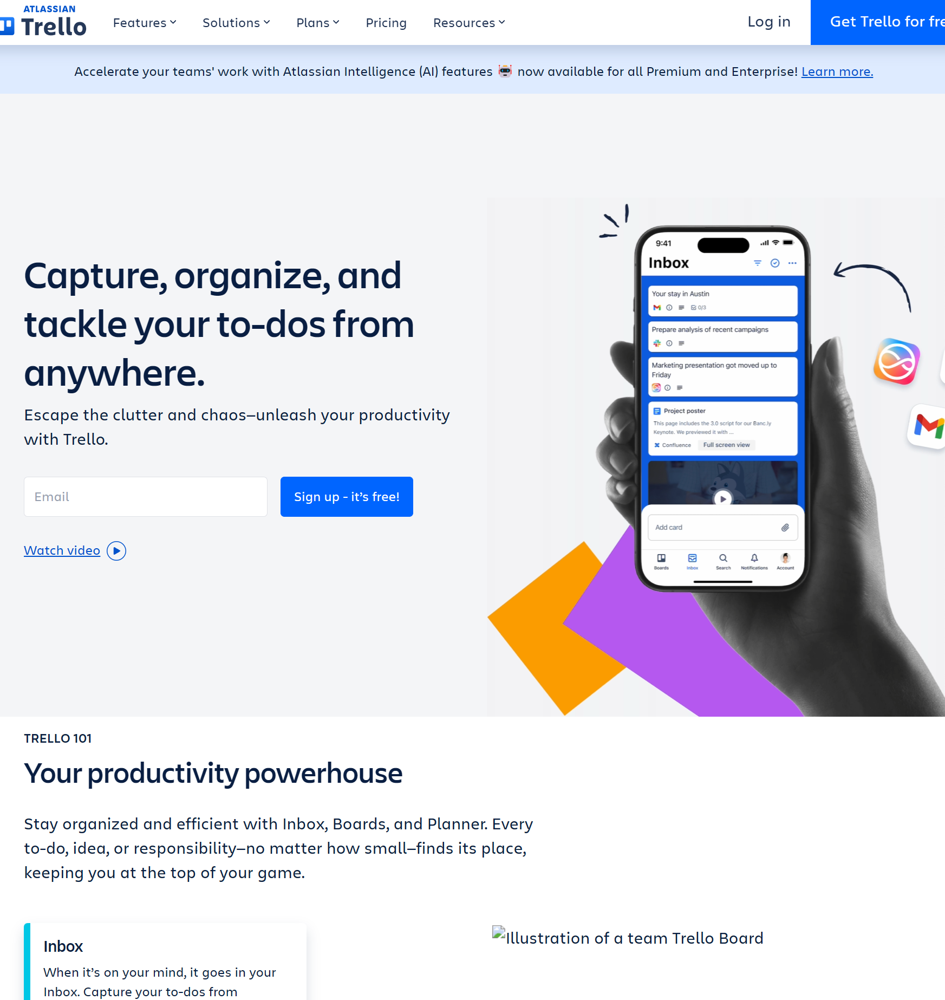 ATLASSIAN
Trello
Features
Solutions
Plans
Pricing
Resources
Log in
Get Trello for fre
Accelerate your teams' work with Atlassian Intelligence (AI) features 🤖 now available for all Premium and Enterprise! Learn more.
Capture, organize, and
tackle your to-dos from
anywhere.
Escape the clutter and chaos—unleash your productivity
with Trello.
Email
Sign up - it’s free!
Watch video
9:41
Inbox
Your stay in Austin
0/3
Prepare analysis of recent campaigns
Marketing presentation got moved up to
Friday
Project poster
This page includes the 3.0 script for our Banc.ly
Keynote. We previewed it with ...
Confluence
Full screen view
Add card
Boards
Inbox
Search
Notifications
Account
TRELLO 101
Your productivity powerhouse
Stay organized and efficient with Inbox, Boards, and Planner. Every
to-do, idea, or responsibility—no matter how small—finds its place,
keeping you at the top of your game.
Inbox
When it’s on your mind, it goes in your
Inbox. Capture your to-dos from
Illustration of a team Trello Board